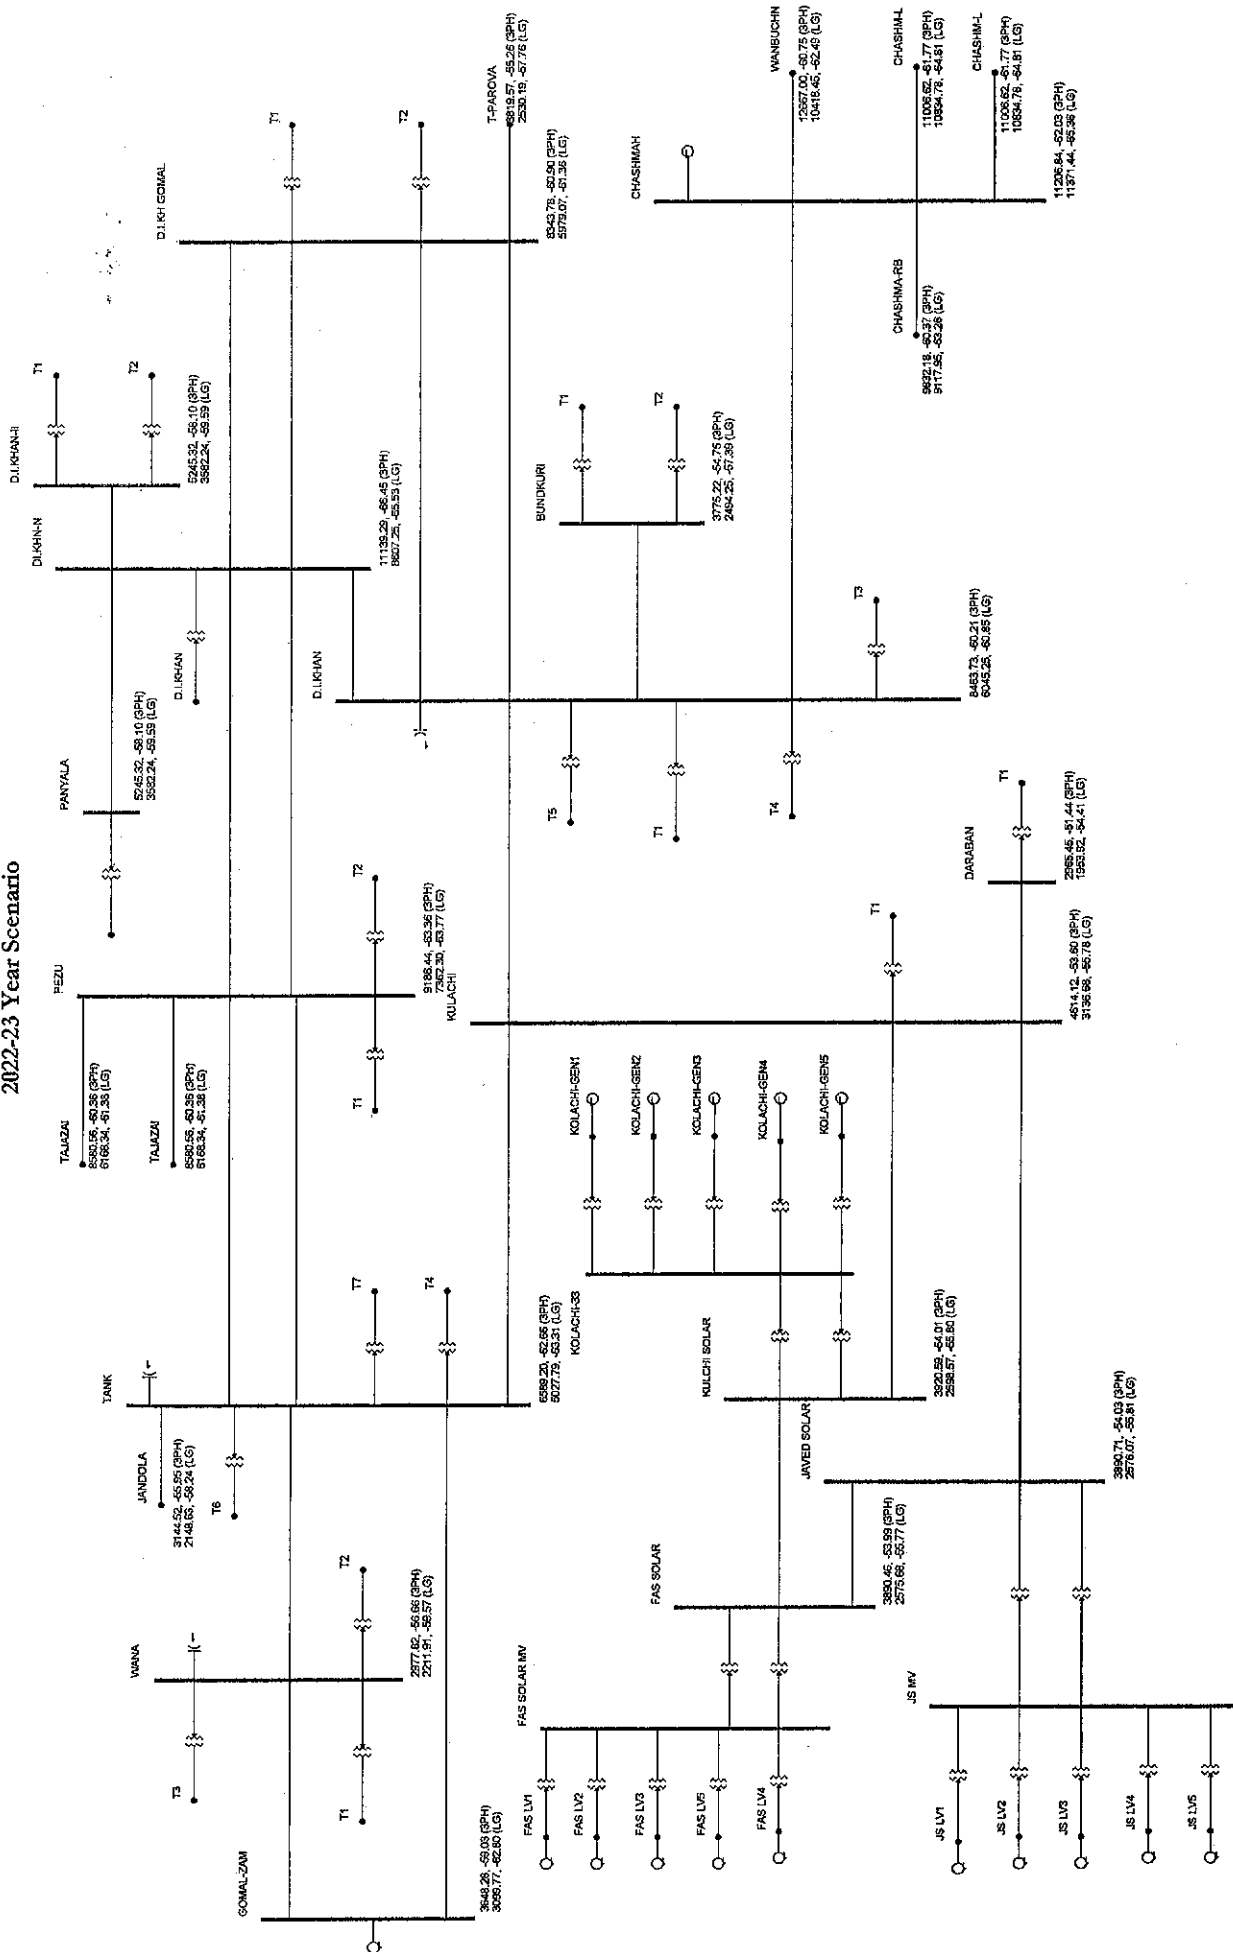 2022-23 Year Scenario
GOMAL-ZAM
3648.28, -59.03 (3PH)
3099.77, -62.60 (LG)
WANA
T3
T1
T2
2977.62, -56.66 (3PH)
2211.91, -59.57 (LG)
TANK
JANDOLA
3144.52, -55.95 (3PH)
2148.63, -58.24 (LG)
T6
T7
T4
6589.20, -62.66 (3PH)
5027.79, -63.31 (LG)
TAJAZAI
8580.56, -60.36 (3PH)
6168.34, -61.38 (LG)
TAJAZAI
8580.56, -60.36 (3PH)
6168.34, -61.38 (LG)
PEZU
T1
T2
9186.44, -63.36 (3PH)
7362.30, -63.77 (LG)
PANYALA
5245.32, -58.10 (3PH)
3582.24, -59.59 (LG)
D.I.KHAN
DI.KHN-N
11139.29, -66.45 (3PH)
8607.25, -65.53 (LG)
D.I.KHAN-II
T1
T2
5245.32, -58.10 (3PH)
3582.24, -59.59 (LG)
D.I.KH GOMAL
T1
T2
T-PAROVA
3819.57, -55.26 (3PH)
2530.19, -57.76 (LG)
8343.78, -60.90 (3PH)
5979.07, -61.36 (LG)
D.I.KHAN
T5
T1
T4
T3
8463.73, -60.21 (3PH)
6045.25, -60.85 (LG)
BUNDKURI
T1
T2
3775.22, -54.75 (3PH)
2494.25, -57.39 (LG)
CHASHMAH
WANBUCHN
12667.00, -60.75 (3PH)
10418.45, -62.49 (LG)
CHASHM-L
11006.62, -61.77 (3PH)
10834.78, -64.81 (LG)
CHASHM-L
11006.62, -61.77 (3PH)
10834.78, -64.81 (LG)
CHASHMA-RB
9832.18, -60.37 (3PH)
9117.95, -63.26 (LG)
11206.84, -62.03 (3PH)
11371.44, -65.36 (LG)
KULACHI
T1
4614.12, -53.60 (3PH)
3136.68, -55.78 (LG)
DARABAN
T1
2965.45, -51.44 (3PH)
1953.92, -54.41 (LG)
KOLACHI-33
KOLACHI-GEN1
KOLACHI-GEN2
KOLACHI-GEN3
KOLACHI-GEN4
KOLACHI-GEN5
KULCHI SOLAR
3920.59, -54.01 (3PH)
2598.57, -55.80 (LG)
JAVED SOLAR
3890.71, -54.03 (3PH)
2576.07, -55.81 (LG)
FAS SOLAR
3890.46, -53.99 (3PH)
2575.68, -55.77 (LG)
FAS SOLAR MV
FAS LV1
FAS LV2
FAS LV3
FAS LV5
FAS LV4
JS MV
JS LV1
JS LV2
JS LV3
JS LV4
JS LV5